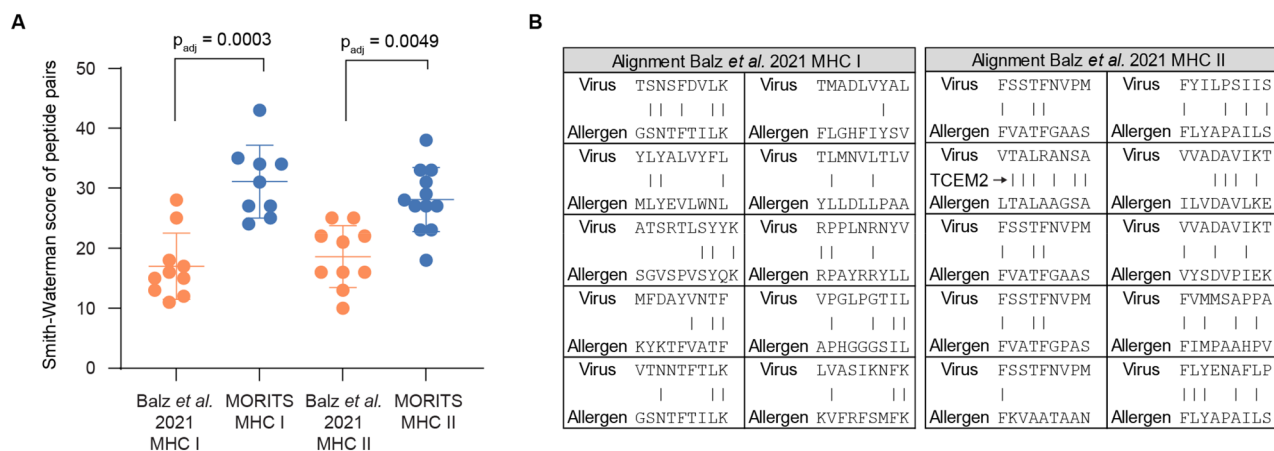 A
B
p_adj = 0.0003
p_adj = 0.0049
Smith-Waterman score of peptide pairs
50
40
30
20
10
0
Balz et al.
2021
MHC I
MORITS
MHC I
Balz et al.
2021
MHC II
MORITS
MHC II
Alignment Balz et al. 2021 MHC I
Virus TSNSFDVLK
Allergen GSNTFTILK
Virus TMADLVYAL
Allergen FLGHFIYSV
Virus YLYALVYFL
Allergen MLYEVLWNL
Virus TLMNVLTLV
Allergen YLLDLLPAA
Virus ATSRTLSYYK
Allergen SGVSPVSYQK
Virus RPPLNRNYV
Allergen RPAYRRYLL
Virus MFDAYVNTF
Allergen KYKTFVATF
Virus VPGLPGTIL
Allergen APHGGGSIL
Virus VTNNTFTLK
Allergen GSNTFTILK
Virus LVASIKNFK
Allergen KVFRFSMFK
Alignment Balz et al. 2021 MHC II
Virus FSSTFNVPM
Allergen FVATFGAAS
Virus FYILPSIIS
Allergen FLYAPAILS
Virus VTALRANSA
TCEM2
Allergen LTALAAGSA
Virus VVADAVIKT
Allergen ILVDAVLKE
Virus FSSTFNVPM
Allergen FVATFGAAS
Virus VVADAVIKT
Allergen VYSDVPIEK
Virus FSSTFNVPM
Allergen FVATFGPAS
Virus FVMMSAPPA
Allergen FIMPAAHPV
Virus FSSTFNVPM
Allergen FKVAATAAN
Virus FLYENAFLP
Allergen FLYAPAILS